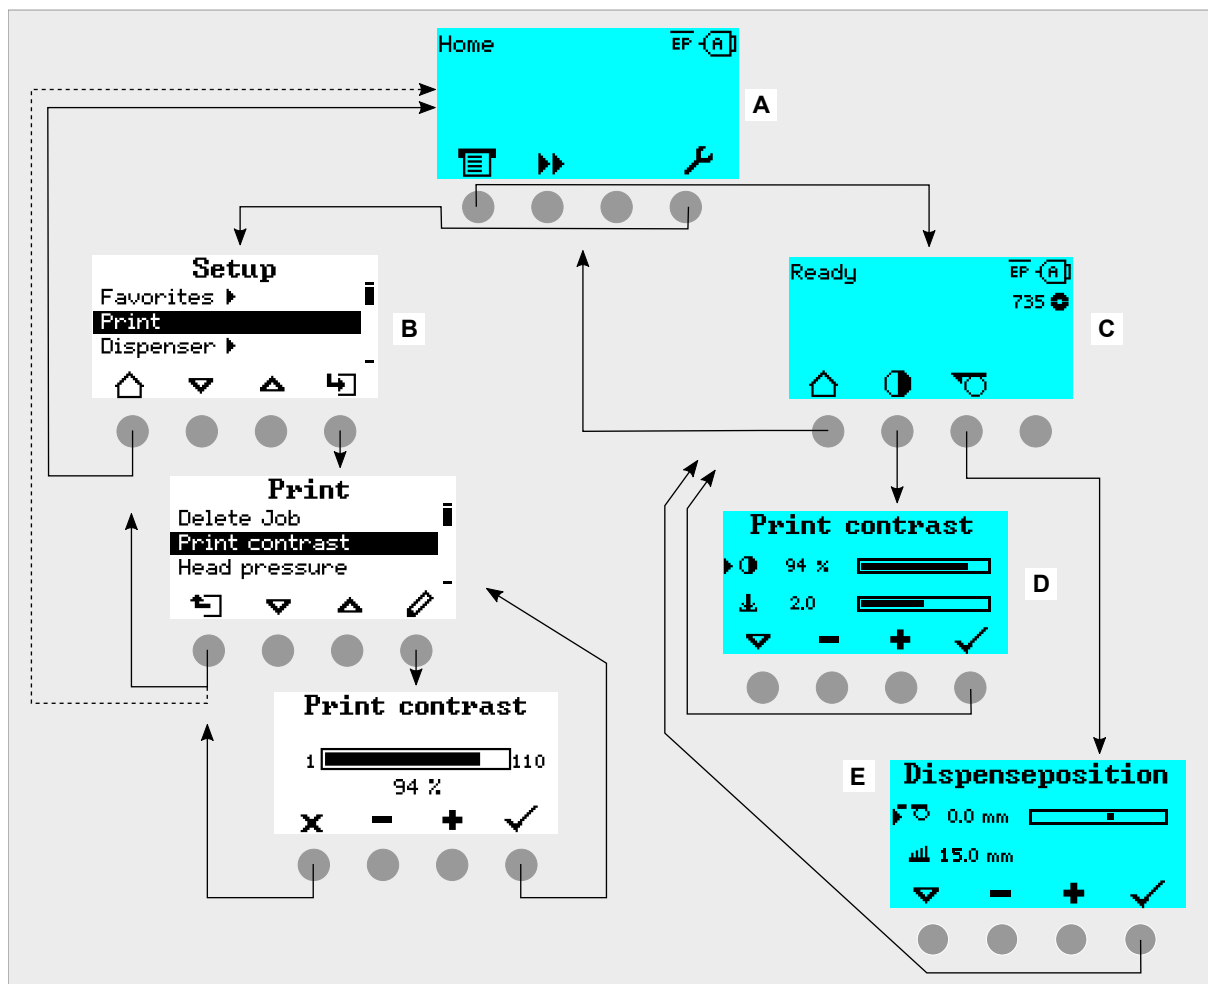 Home
EP A
A
Setup
Favorites
Print
Dispenser
B
Ready
EP A
735
C
Print
Delete Job
Print contrast
Head pressure
Print contrast
94 %
2.0
D
Print contrast
1 110
94 %
E
Dispenseposition
0.0 mm
15.0 mm